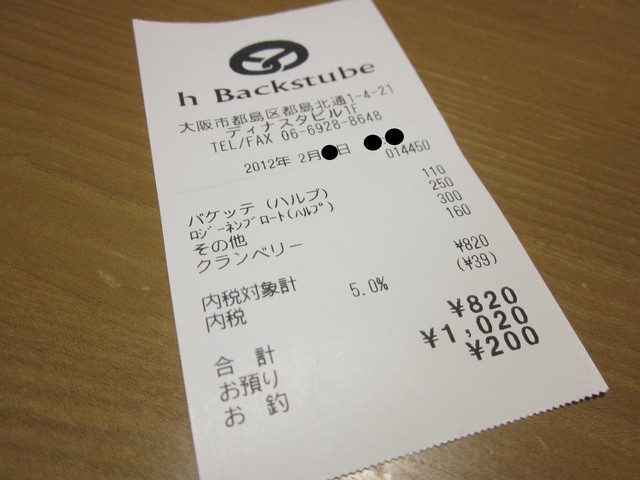 h Backstube
大阪市都島区都島北通1-4-21
ディナスタビル1F
TEL/FAX 06-6928-8648
2012年 2月 日 014450
バケッテ (ハルブ) 110
ロジーネンブロート(ハルプ) 250
その他 300
クランベリー 160
内税対象計 ¥820
内税 5.0% (¥39)
合 計 ¥820
お預り ¥1,020
お 釣 ¥200